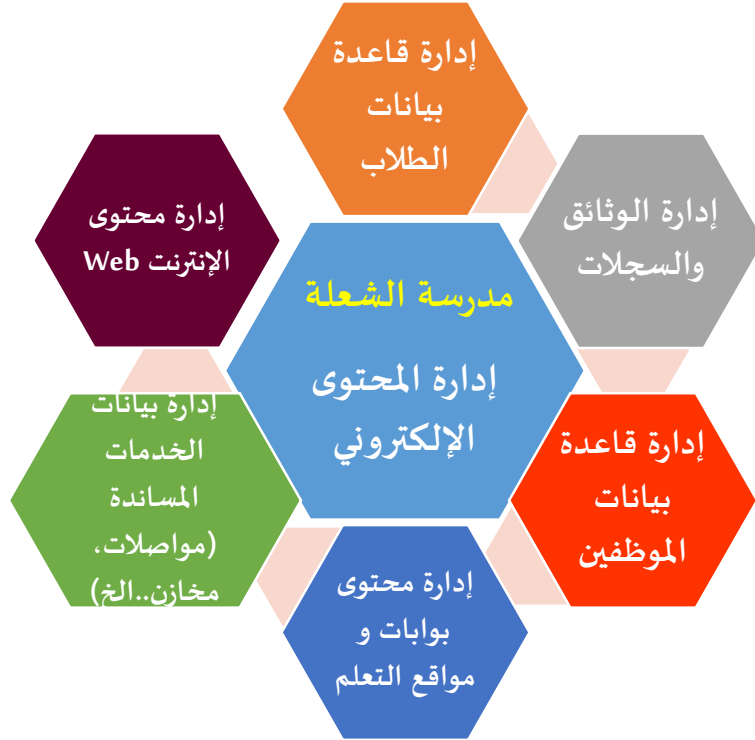 إدارة قاعدة
بيانات
الطلاب
إدارة الوثائق
والسجلات
إدارة محتوى
الإنترنت Web
مدرسة الشعلة
إدارة المحتوى
الإلكتروني
إدارة قاعدة
بيانات
الموظفين
إدارة بيانات
الخدمات
المساندة
(مواصلات،
مخازن..الخ)
إدارة محتوى
بوابات و
مواقع التعلم